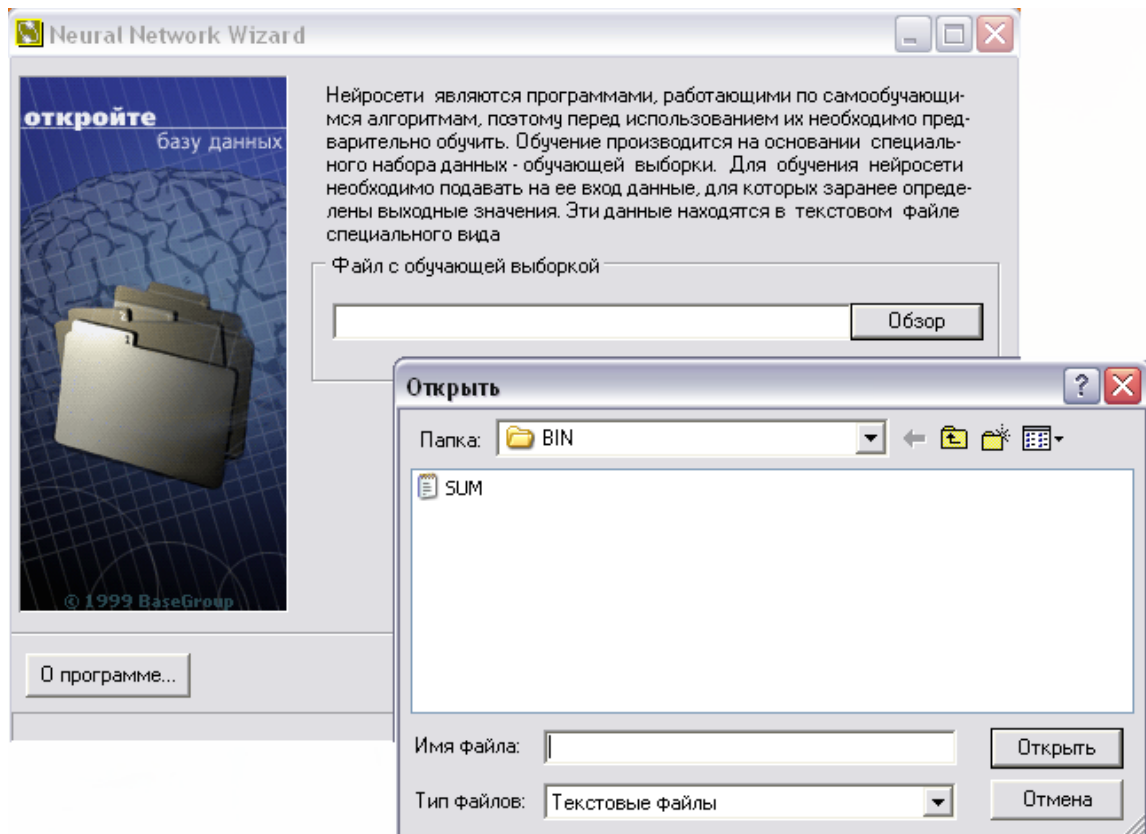 Neural Network Wizard
откройте
базу данных
© 1999 BaseGroup
Нейросети являются программами, работающими по самообучающи-
мся алгоритмам, поэтому перед использованием их необходимо пред-
варительно обучить. Обучение производится на основании специаль-
ного набора данных - обучающей выборки. Для обучения нейросети
необходимо подавать на ее вход данные, для которых заранее опреде-
лены выходные значения. Эти данные находятся в текстовом файле
специального вида
Файл с обучающей выборкой
Обзор
О программе...
Открыть
Папка: BIN
SUM
Имя файла:
Открыть
Тип файлов: Текстовые файлы
Отмена